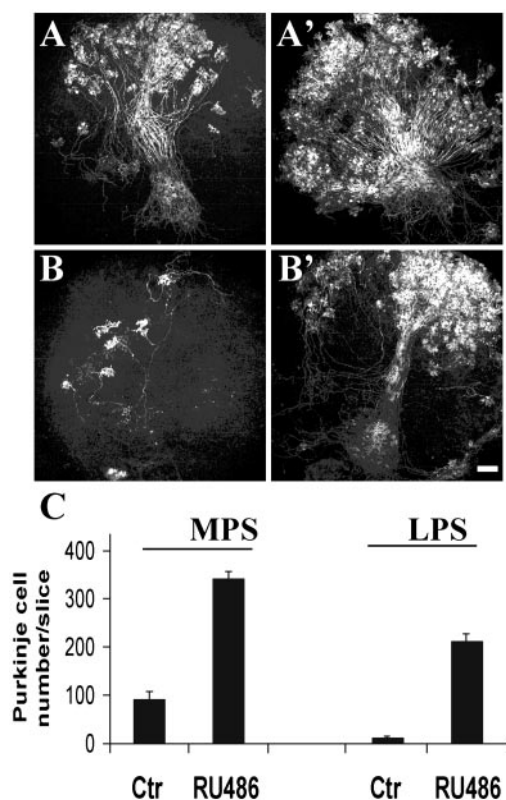 A
A'
B
B'
C
MPS
LPS
Purkinje cell
number/slice
400
300
200
100
0
Ctr
RU486
Ctr
RU486